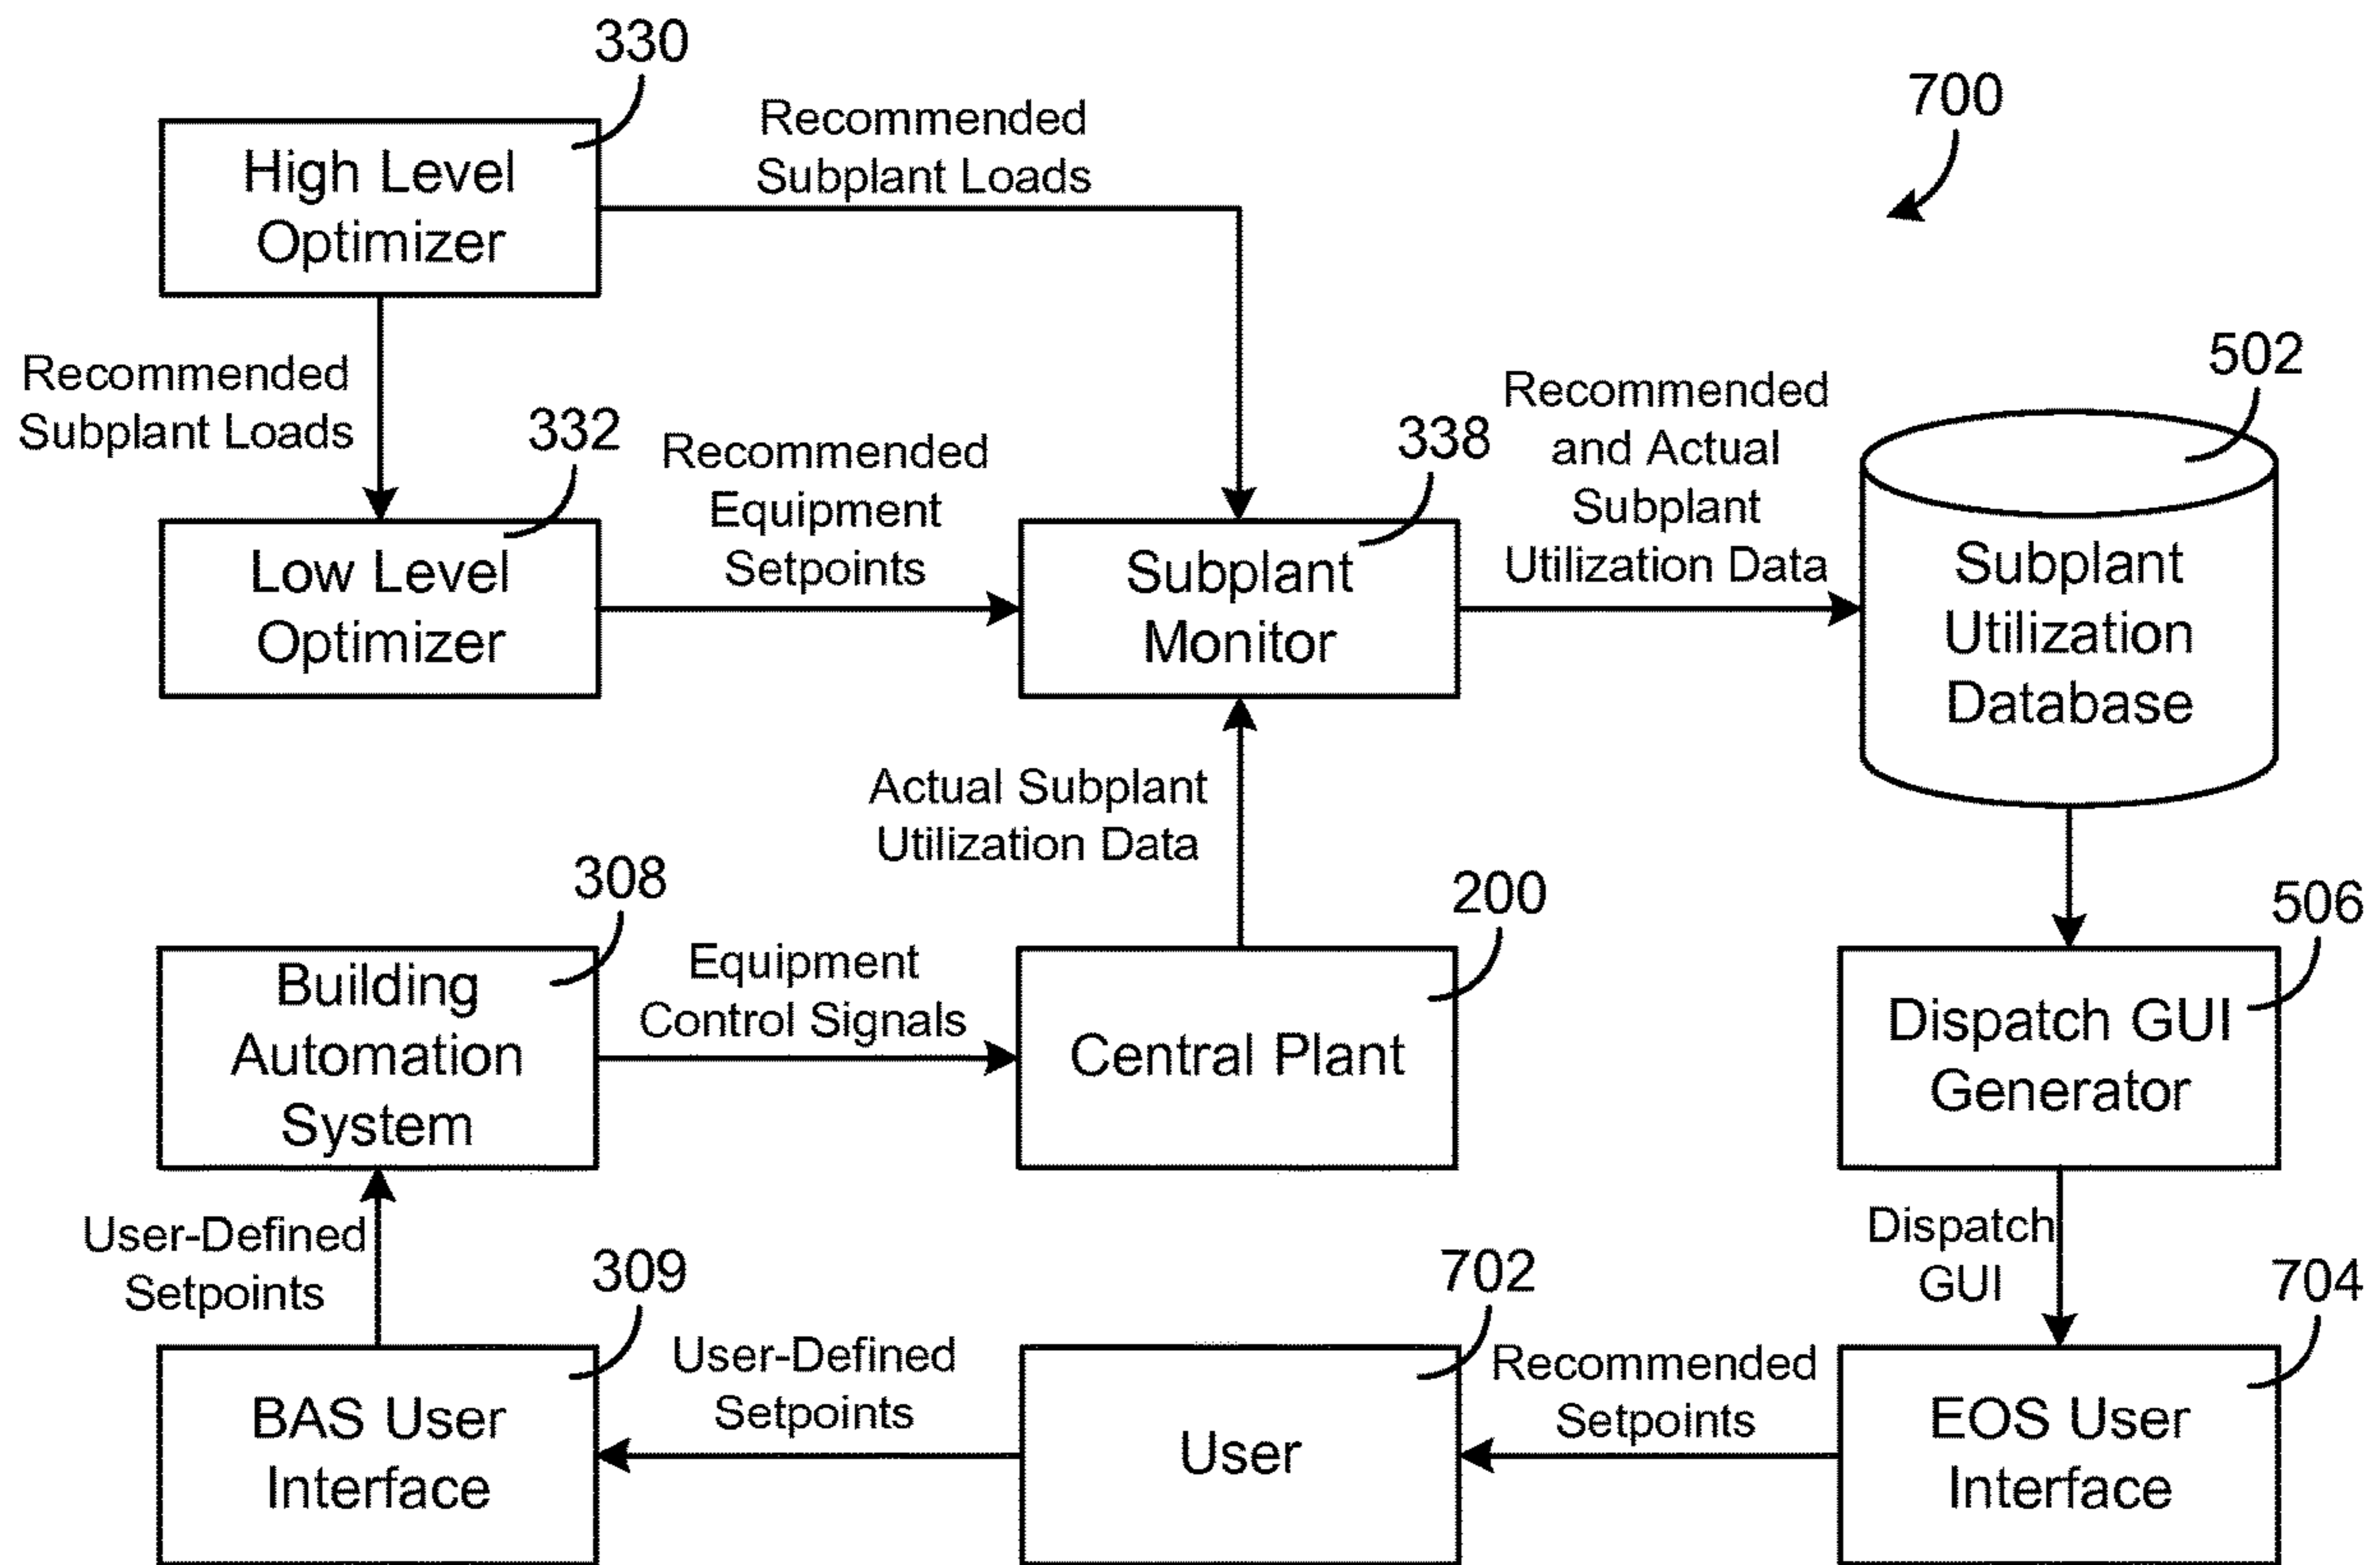 330
700
Recommended
Subplant Loads
High Level
Optimizer
Recommended
Subplant Loads
332
Recommended
Equipment
Setpoints
338
Recommended
and Actual
Subplant
Utilization Data
502
Low Level
Optimizer
Subplant
Monitor
Subplant
Utilization
Database
Actual Subplant
Utilization Data
308
Equipment
Control Signals
200
506
Building
Automation
System
Central Plant
Dispatch GUI
Generator
User-Defined
Setpoints
309
User-Defined
Setpoints
702
Recommended
Setpoints
Dispatch
GUI
704
BAS User
Interface
User
EOS User
Interface